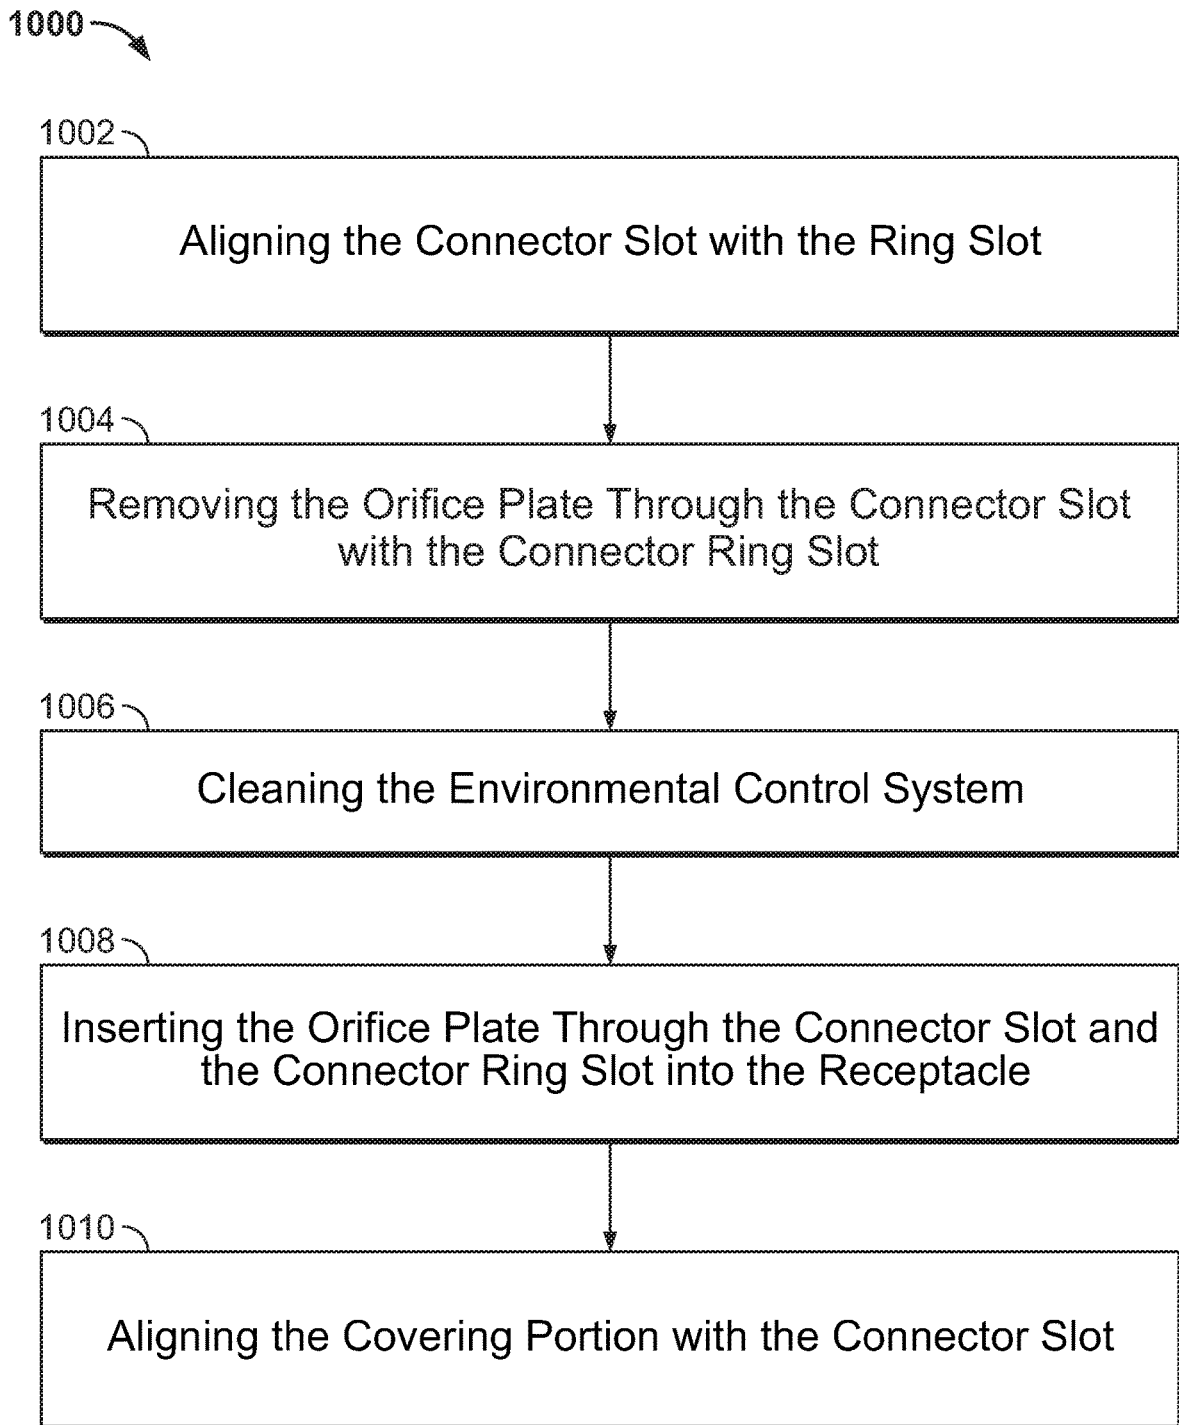 1000
1002
Aligning the Connector Slot with the Ring Slot
1004
Removing the Orifice Plate Through the Connector Slot
with the Connector Ring Slot
1006
Cleaning the Environmental Control System
1008
Inserting the Orifice Plate Through the Connector Slot and
the Connector Ring Slot into the Receptacle
1010
Aligning the Covering Portion with the Connector Slot